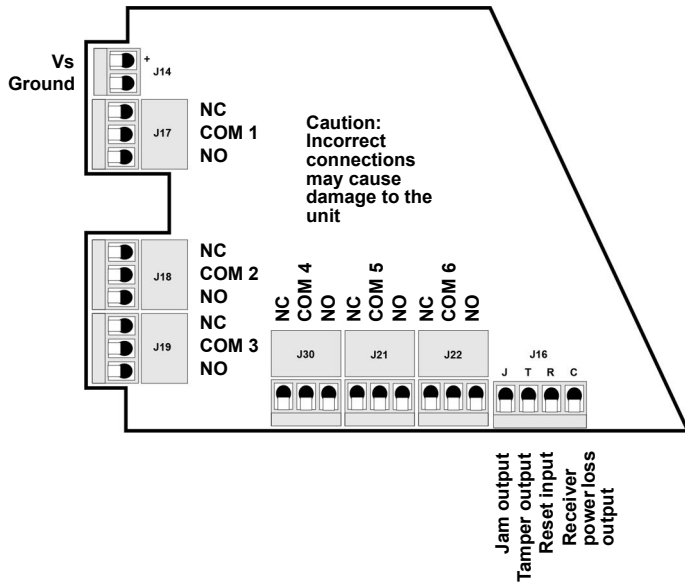 Vs
Ground
+
J14
J17
NC
COM 1
NO
Caution:
Incorrect
connections
may cause
damage to the
unit
J18
NC
COM 2
NO
J19
NC
COM 3
NO
NC
COM 4
NO
NC
COM 5
NO
NC
COM 6
NO
J30
J21
J22
J16
J T R C
Jam output
Tamper output
Reset input
Receiver
power loss
output